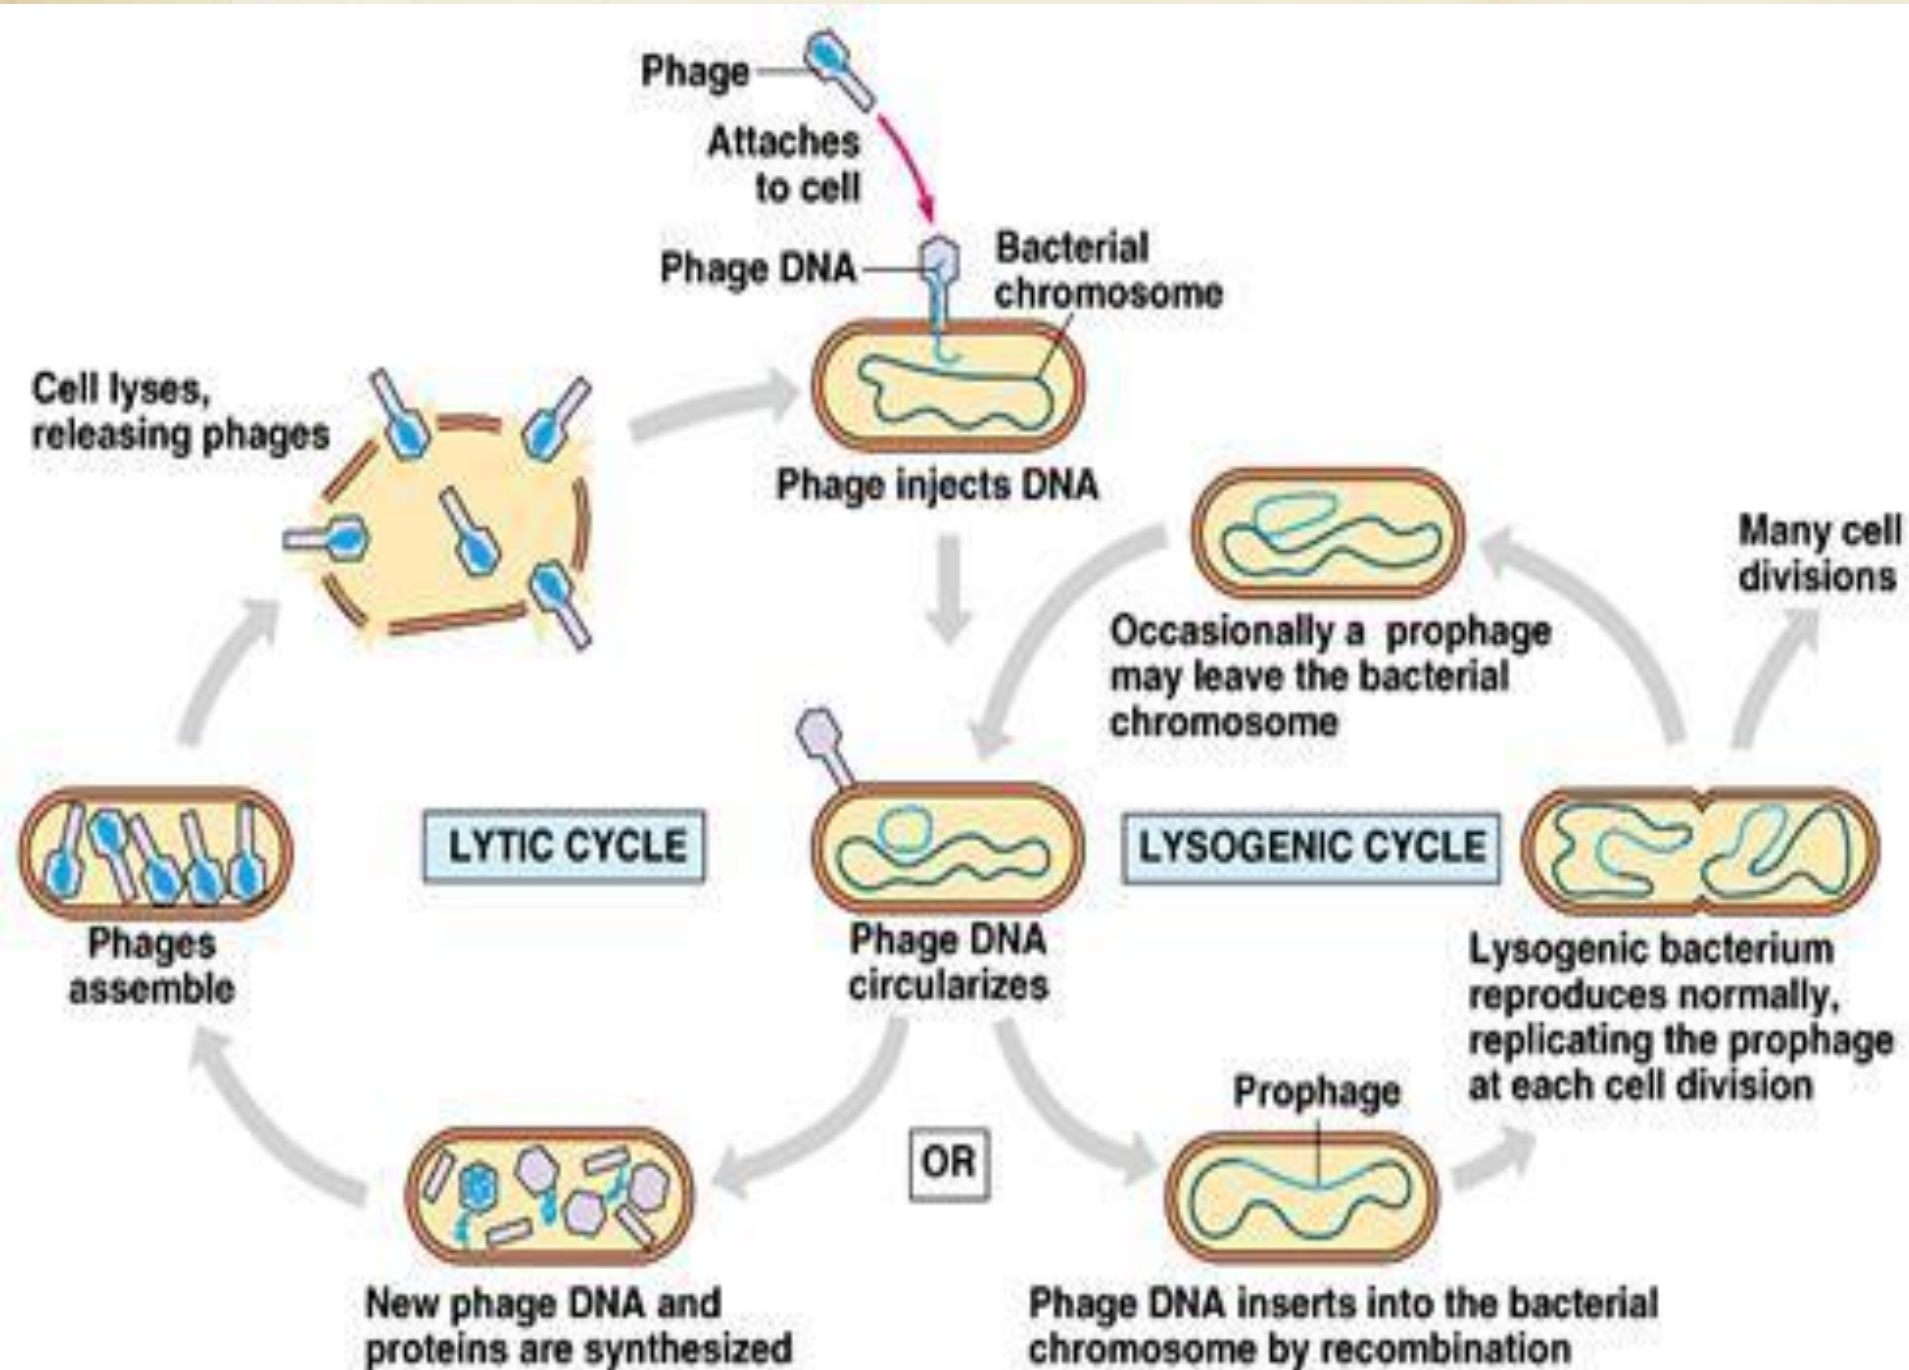 Phage
Attaches
to cell
Phage DNA
Bacterial
chromosome
Phage injects DNA
Cell lyses,
releasing phages
Occasionally a prophage
may leave the bacterial
chromosome
Many cell
divisions
LYTIC CYCLE
LYSOGENIC CYCLE
Phages
assemble
Phage DNA
circularizes
Lysogenic bacterium
reproduces normally,
replicating the prophage
at each cell division
OR
Prophage
New phage DNA and
proteins are synthesized
Phage DNA inserts into the bacterial
chromosome by recombination